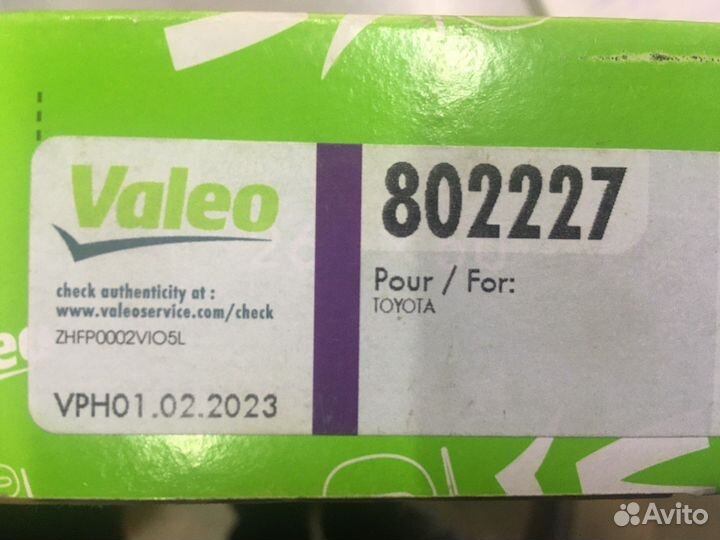 Valeo
check authenticity at :
www.valeoservice.com/check
ZHFP0002VIO5L
VPH01.02.2023
802227
Pour / For:
TOYOTA
Avito